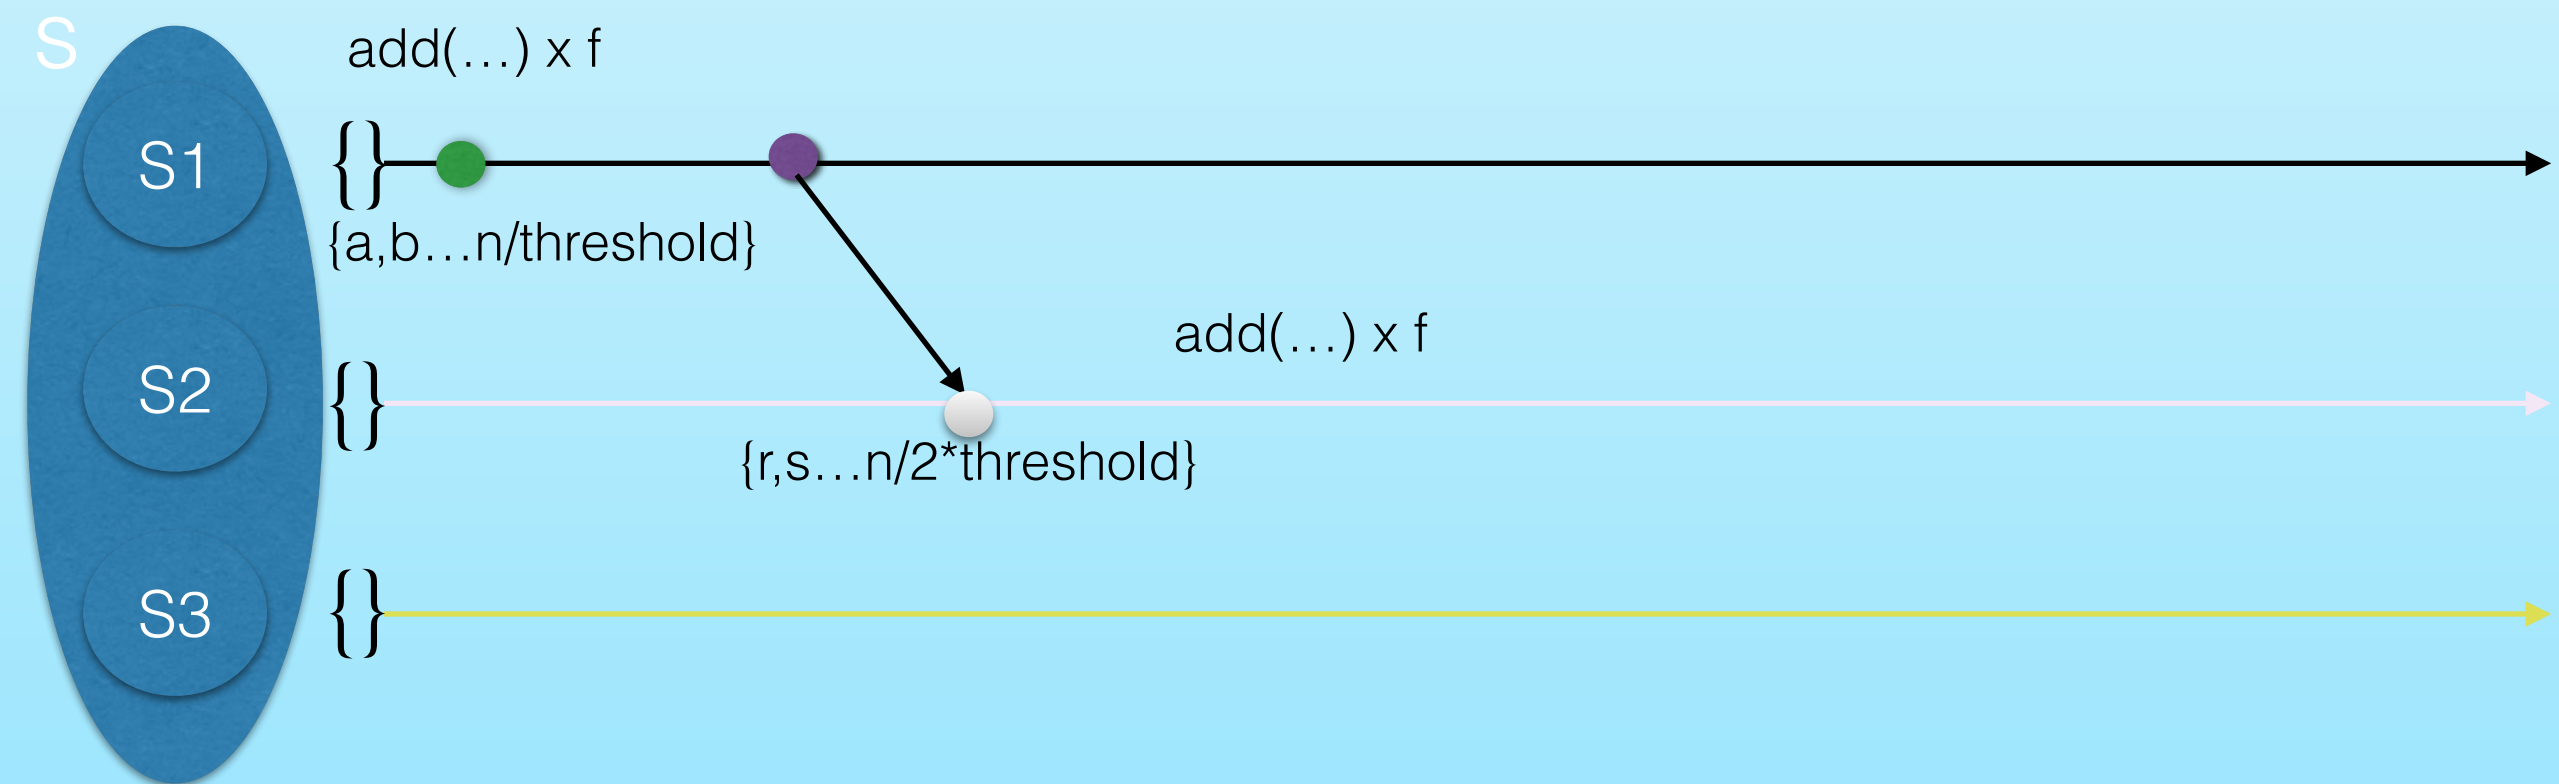 S
add(…) x f
S1
{}
{a,b…n/threshold}
add(…) x f
S2
{}
{r,s…n/2*threshold}
S3
{}